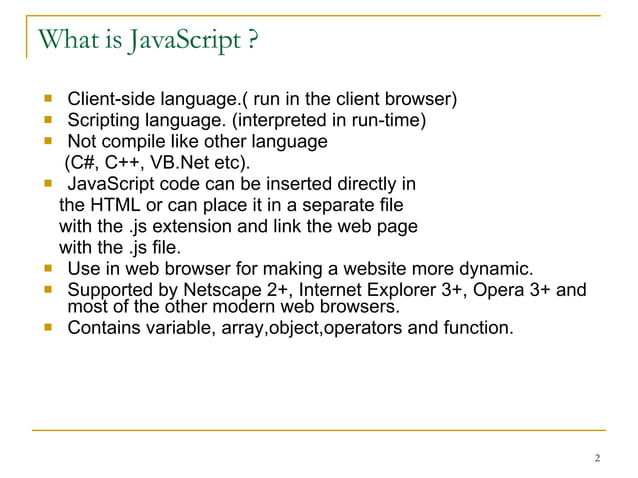 What is JavaScript ?
Client-side language.( run in the client browser)
Scripting language. (interpreted in run-time)
Not compile like other language
(C#, C++, VB.Net etc).
JavaScript code can be inserted directly in
the HTML or can place it in a separate file
with the .js extension and link the web page
with the .js file.
Use in web browser for making a website more dynamic.
Supported by Netscape 2+, Internet Explorer 3+, Opera 3+ and
most of the other modern web browsers.
Contains variable, array,object,operators and function.
2